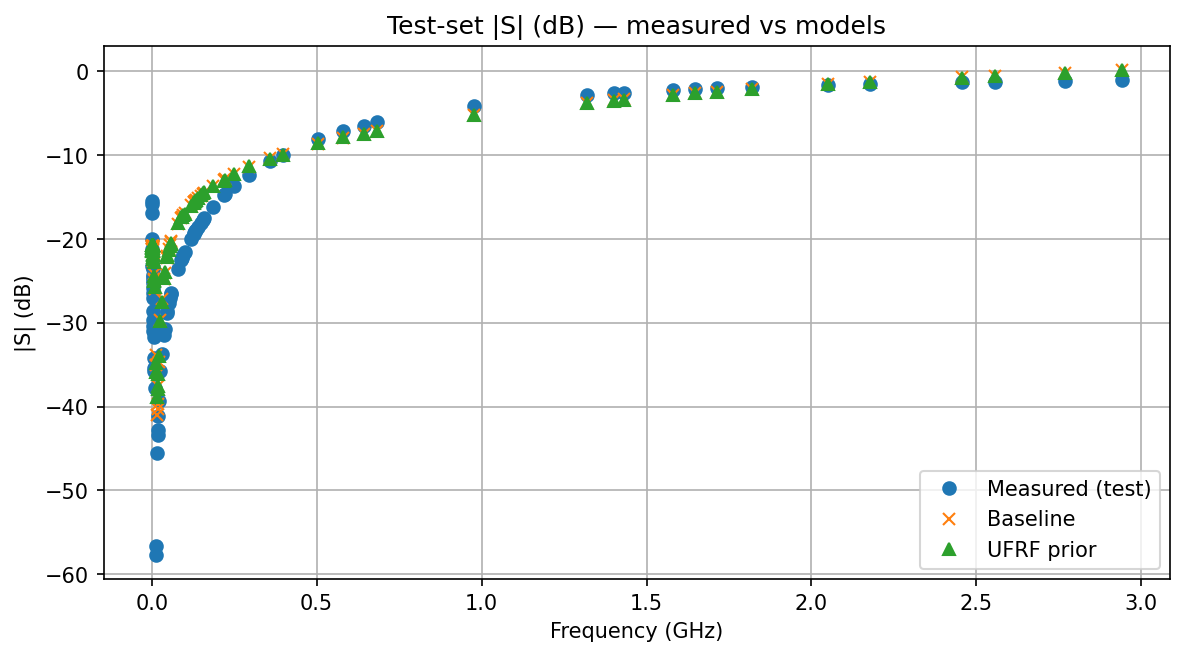 Test-set |S| (dB) — measured vs models
|S| (dB)
0
−10
−20
−30
−40
−50
−60
Measured (test)
Baseline
UFRF prior
0.0 0.5 1.0 1.5 2.0 2.5 3.0
Frequency (GHz)